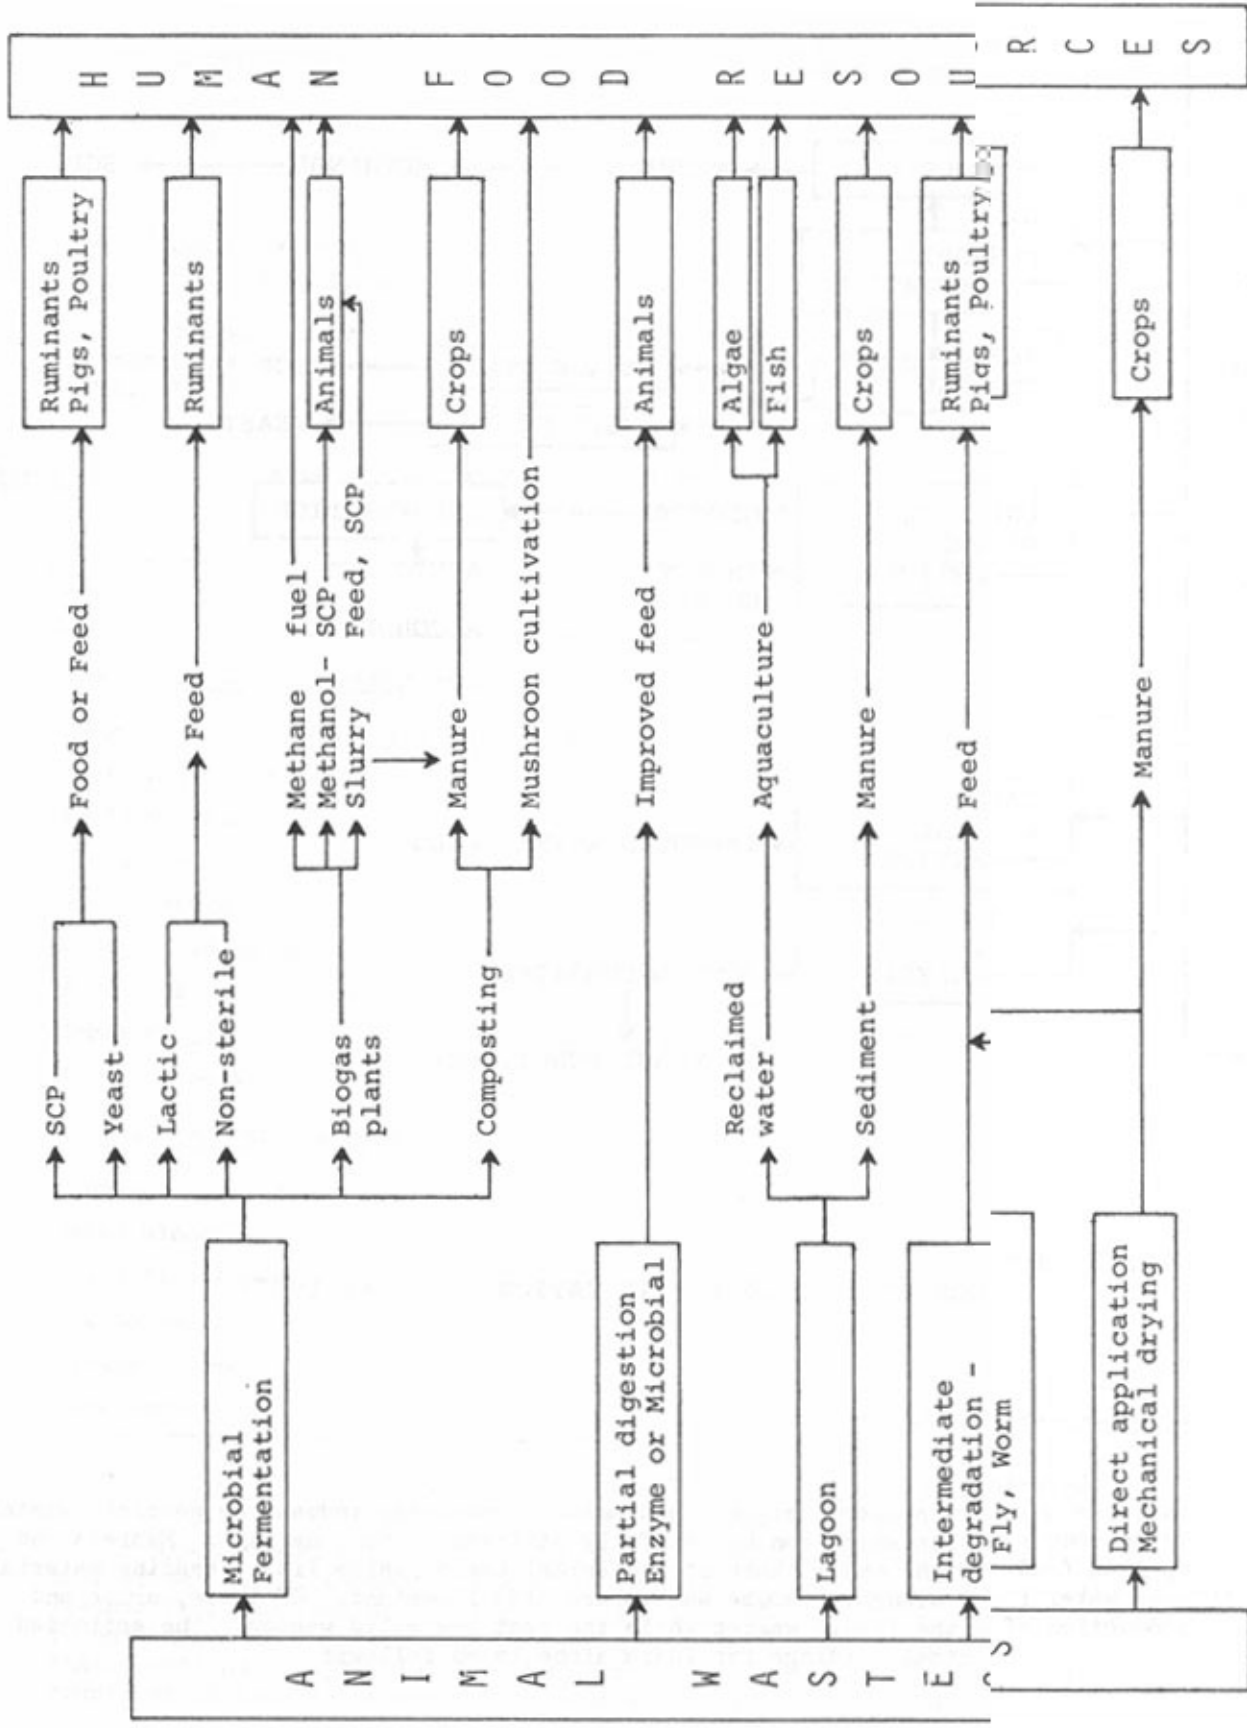 HUMAN FOOD RESOURCES
Ruminants
Pigs, Poultry
Ruminants
Animals
Crops
Animals
Algae
Fish
Crops
Ruminants
Pigs, Poultry
Crops
Food or Feed
Feed
Methane fuel
Methanol- SCP
Slurry Feed, SCP
Manure
Mushroon cultivation
Improved feed
Aquaculture
Manure
Feed
Manure
SCP
Yeast
Lactic
Non-sterile
Biogas
plants
Composting
Reclaimed
water
Sediment
Microbial
Fermentation
Partial digestion
Enzyme or Microbial
Lagoon
Intermediate
degradation -
Fly, Worm
Direct application
Mechanical drying
ANIMAL WASTES